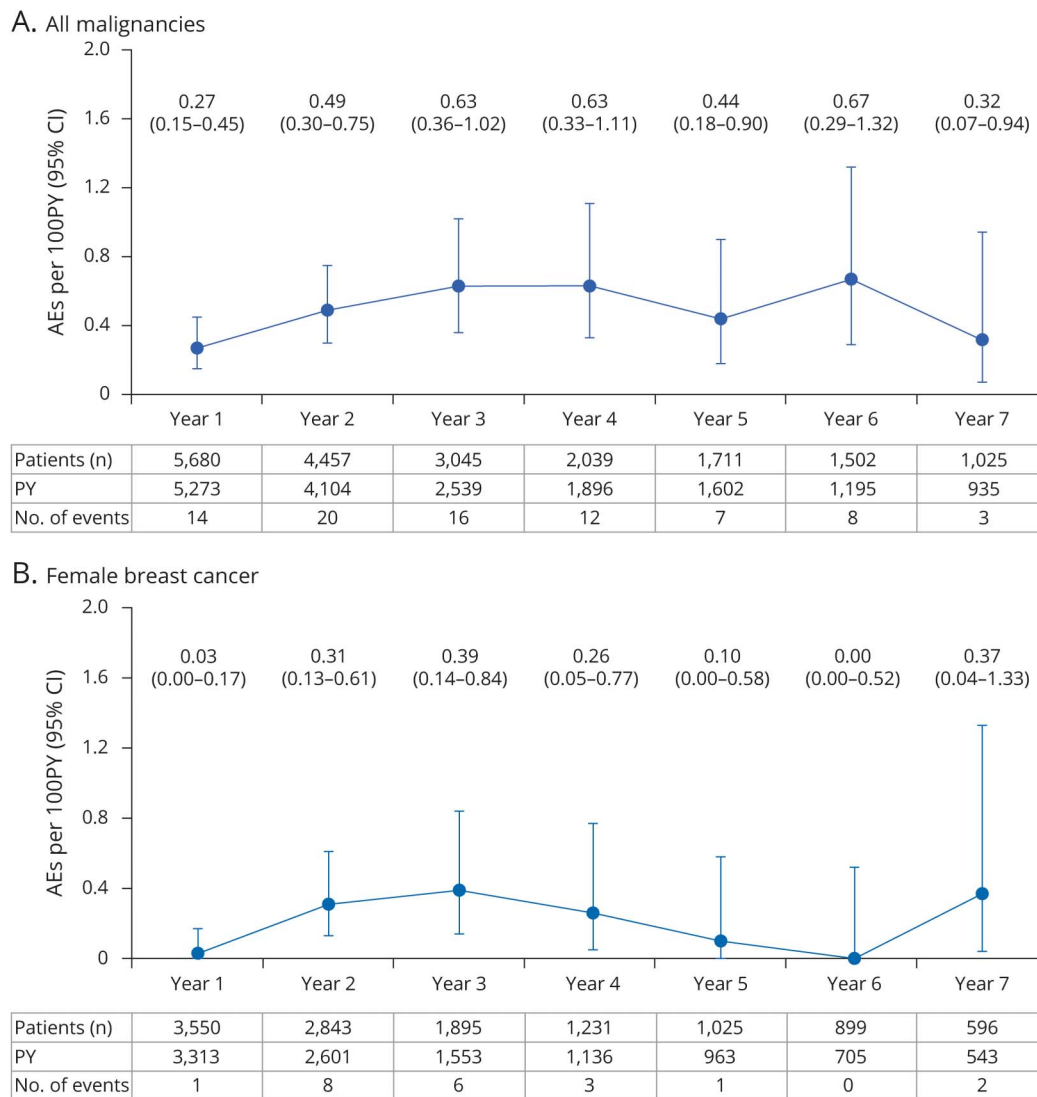 A. All malignancies
AEs per 100PY (95% CI)
2.0
1.6
1.2
0.8
0.4
0
0.27 0.49 0.63 0.63 0.44 0.67 0.32
(0.15–0.45) (0.30–0.75) (0.36–1.02) (0.33–1.11) (0.18–0.90) (0.29–1.32) (0.07–0.94)
Year 1 Year 2 Year 3 Year 4 Year 5 Year 6 Year 7
Patients (n) 5,680 4,457 3,045 2,039 1,711 1,502 1,025
PY 5,273 4,104 2,539 1,896 1,602 1,195 935
No. of events 14 20 16 12 7 8 3
B. Female breast cancer
AEs per 100PY (95% CI)
2.0
1.6
1.2
0.8
0.4
0
0.03 0.31 0.39 0.26 0.10 0.00 0.37
(0.00–0.17) (0.13–0.61) (0.14–0.84) (0.05–0.77) (0.00–0.58) (0.00–0.52) (0.04–1.33)
Year 1 Year 2 Year 3 Year 4 Year 5 Year 6 Year 7
Patients (n) 3,550 2,843 1,895 1,231 1,025 899 596
PY 3,313 2,601 1,553 1,136 963 705 543
No. of events 1 8 6 3 1 0 2